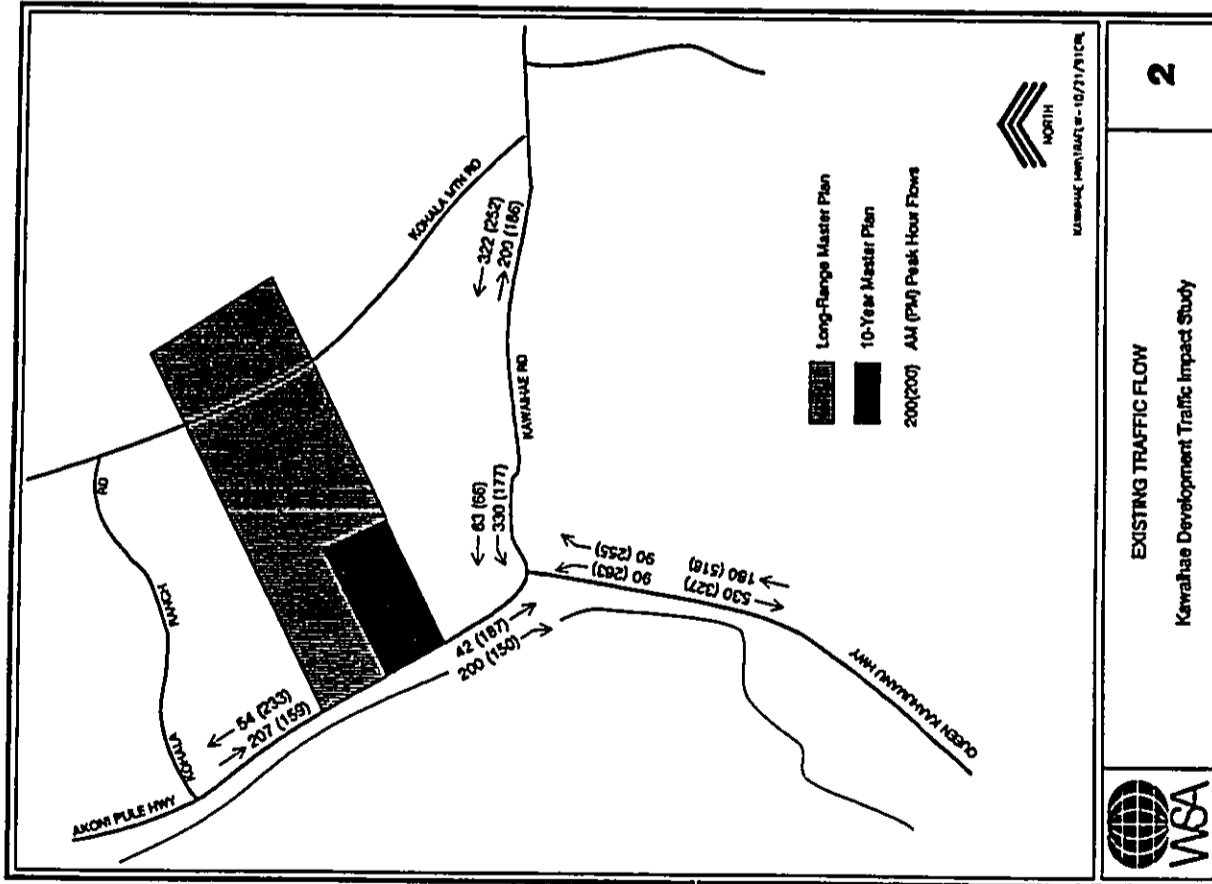 AKONI PULE HWY
KOHALA
RANCH
RD
KOHALA MTN RD
← 54 (233)
→ 207 (159)
← 322 (252)
→ 209 (186)
KAWAIHAE RD
← 63 (66)
← 330 (177)
42 (187) →
200 (150) →
90 (263) →
90 (255) →
530 (327) →
180 (518) →
QUEEN KAAHUMANU HWY
Long-Range Master Plan
10-Year Master Plan
200(200) AM (PM) Peak Hour Flows
NORTH
WSA
EXISTING TRAFFIC FLOW
Kawaihae Development Traffic Impact Study
2